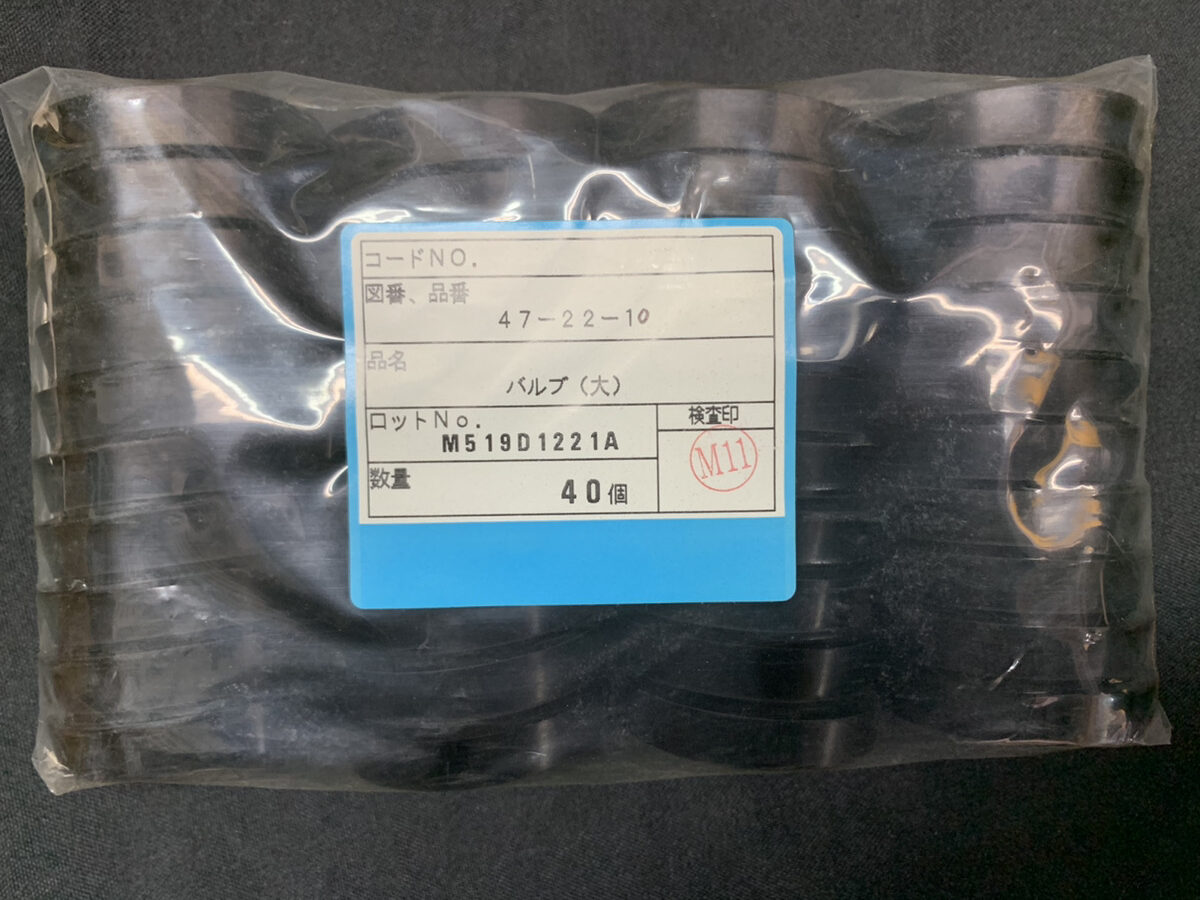 コードNO.
図番、品番
47-22-10
品名
バルブ(大)
ロットNo.
M519D1221A
検査印
M11
数量
40個